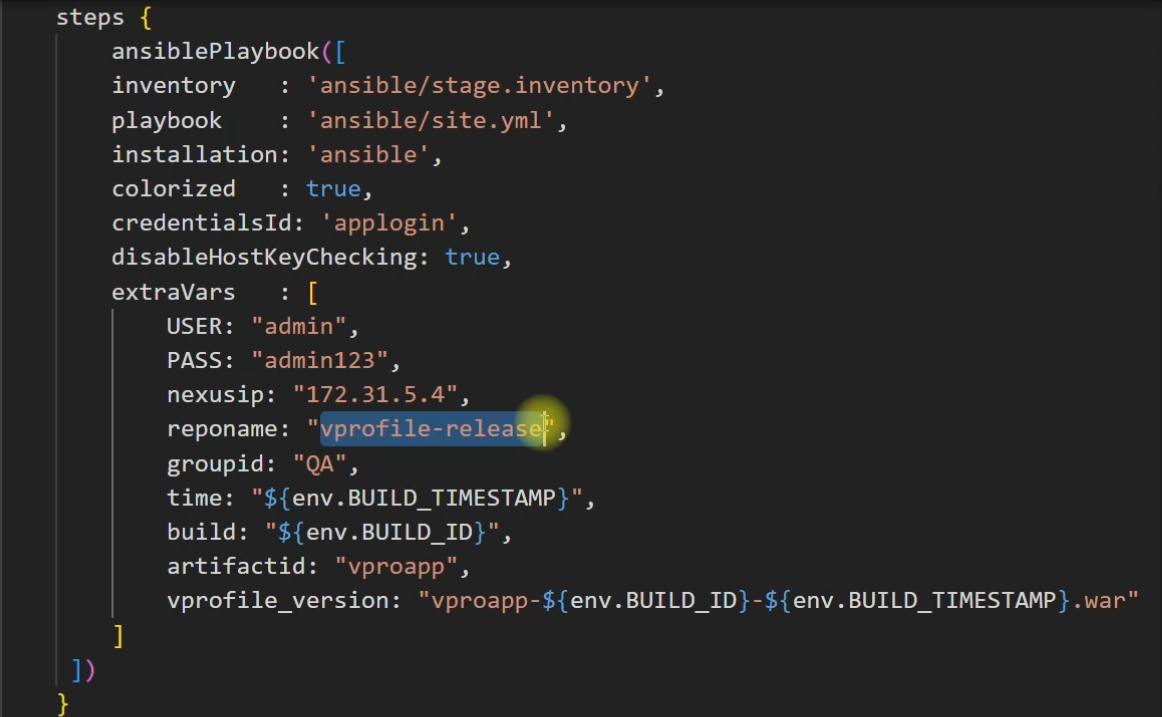 steps {
ansiblePlaybook([
inventory   : 'ansible/stage.inventory',
playbook    : 'ansible/site.yml',
installation: 'ansible',
colorized   : true,
credentialsId: 'applogin',
disableHostKeyChecking: true,
extraVars   : [
USER: "admin",
PASS: "admin123",
nexusip: "172.31.5.4",
reponame: "vprofile-release",
groupid: "QA",
time: "${env.BUILD_TIMESTAMP}",
build: "${env.BUILD_ID}",
artifactid: "vproapp",
vprofile_version: "vproapp-${env.BUILD_ID}-${env.BUILD_TIMESTAMP}.war"
]
])
}